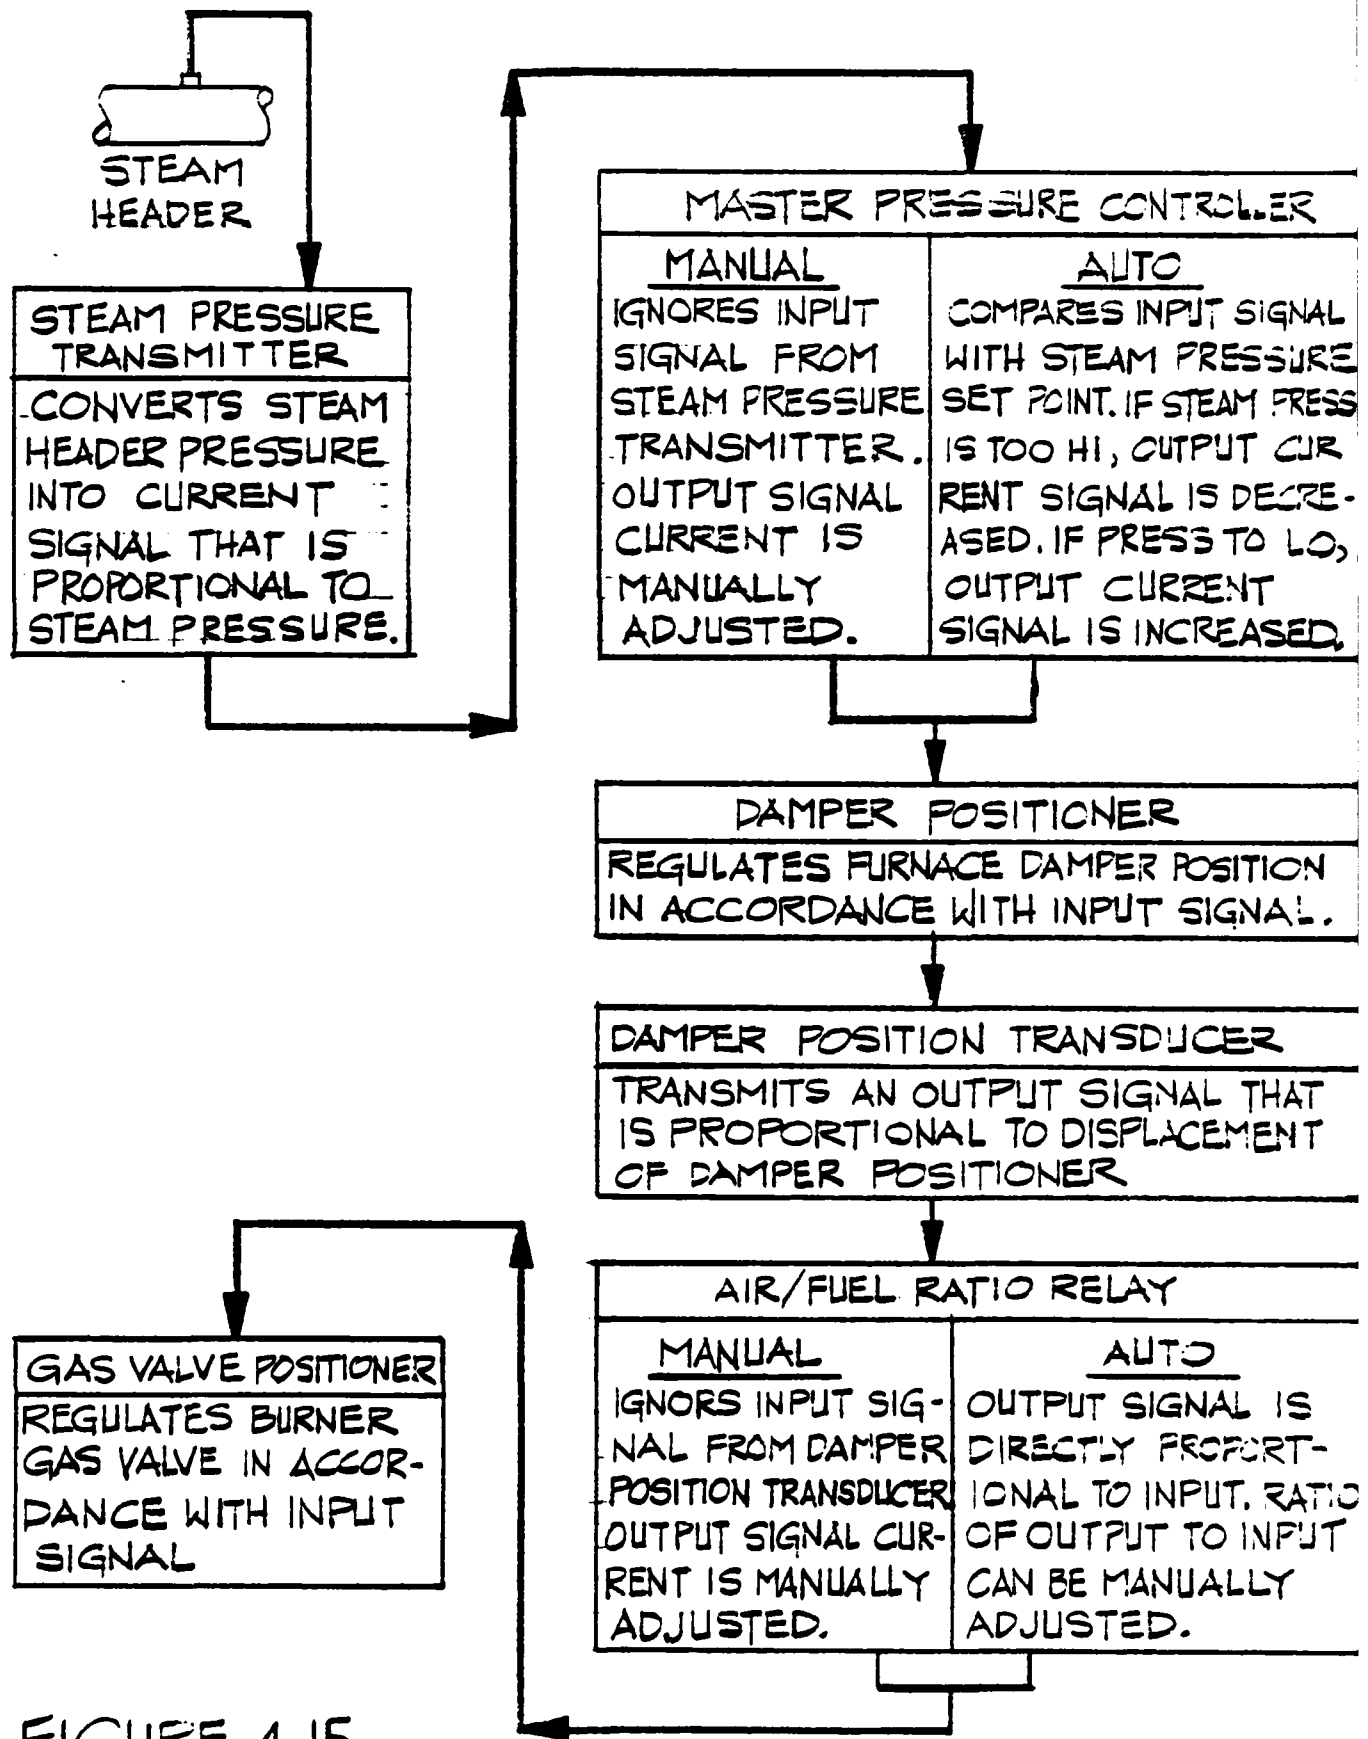 STEAM
HEADER
STEAM PRESSURE
TRANSMITTER
CONVERTS STEAM
HEADER PRESSURE
INTO CURRENT
SIGNAL THAT IS
PROPORTIONAL TO
STEAM PRESSURE.
MASTER PRESSURE CONTROLLER
MANUAL
IGNORES INPUT
SIGNAL FROM
STEAM PRESSURE
TRANSMITTER.
OUTPUT SIGNAL
CURRENT IS
MANUALLY
ADJUSTED.
AUTO
COMPARES INPUT SIGNAL
WITH STEAM PRESSURE
SET POINT. IF STEAM PRESS
IS TOO HI, OUTPUT CUR
RENT SIGNAL IS DECRE-
ASED. IF PRESS TO LO,
OUTPUT CURRENT
SIGNAL IS INCREASED.
DAMPER POSITIONER
REGULATES FURNACE DAMPER POSITION
IN ACCORDANCE WITH INPUT SIGNAL.
DAMPER POSITION TRANSDUCER
TRANSMITS AN OUTPUT SIGNAL THAT
IS PROPORTIONAL TO DISPLACEMENT
OF DAMPER POSITIONER
AIR/FUEL RATIO RELAY
MANUAL
IGNORS INPUT SIG-
NAL FROM DAMPER
POSITION TRANSDUCER
OUTPUT SIGNAL CUR-
RENT IS MANUALLY
ADJUSTED.
AUTO
OUTPUT SIGNAL IS
DIRECTLY PROPORT-
IONAL TO INPUT. RATIO
OF OUTPUT TO INPUT
CAN BE MANUALLY
ADJUSTED.
GAS VALVE POSITIONER
REGULATES BURNER
GAS VALVE IN ACCOR-
DANCE WITH INPUT
SIGNAL
FIGURE 4.15